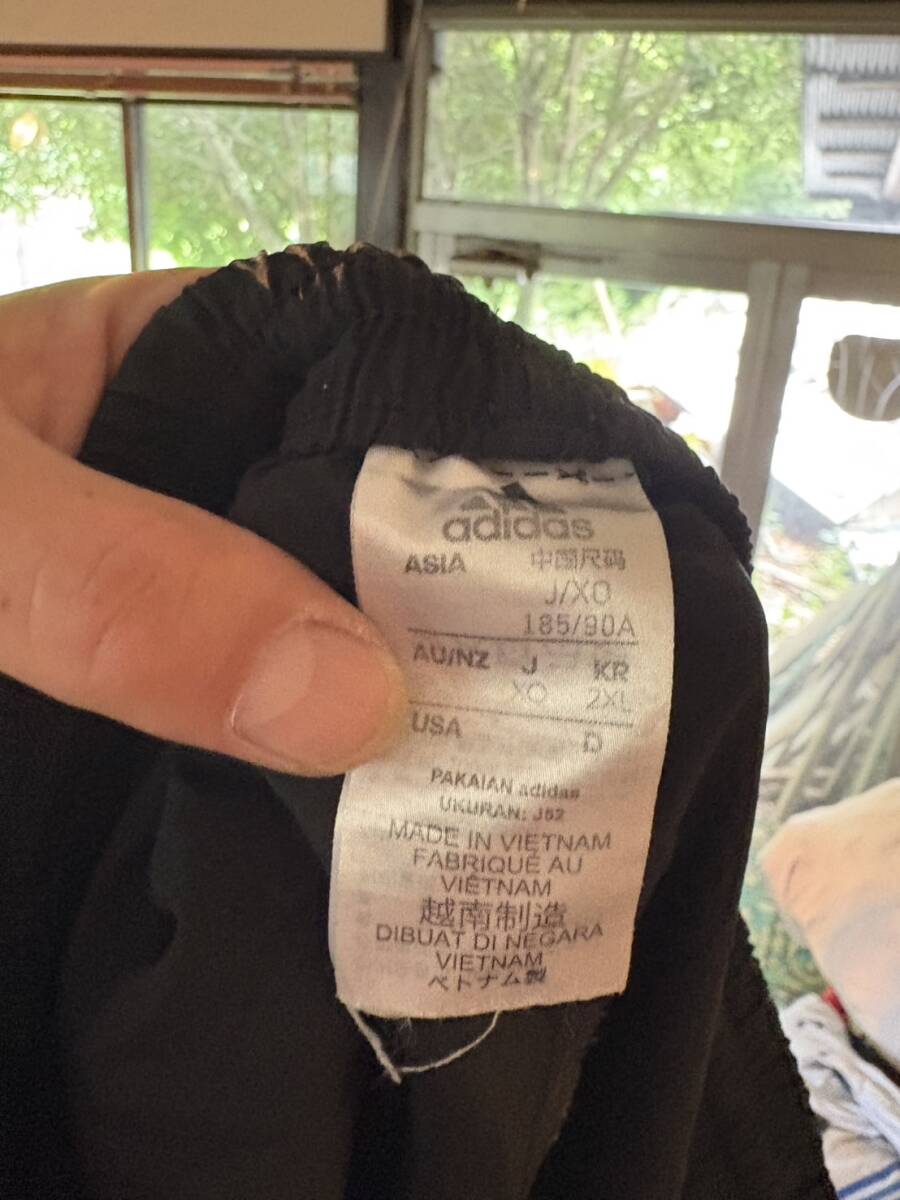 adidas
ASIA 中国尺码
J/XO
185/90A
AU/NZ J KR
XO 2XL
USA D
PAKAIAN adidas
UKURAN: J52
MADE IN VIETNAM
FABRIQUÉ AU
VIÊTNAM
越南制造
DIBUAT DI NEGARA
VIETNAM
ベトナム製